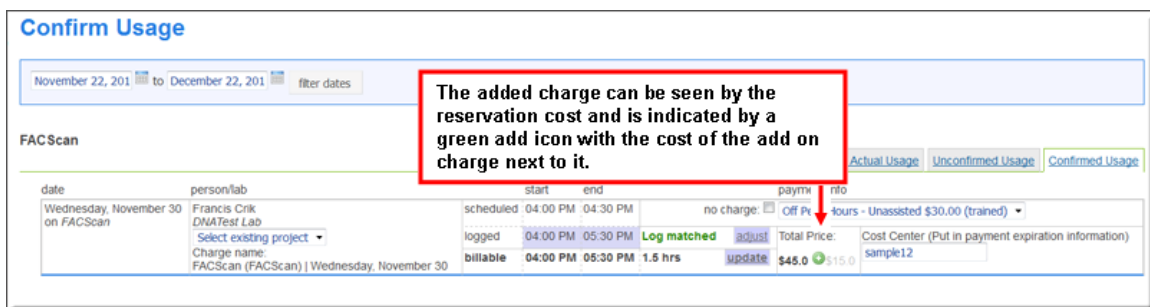 Confirm Usage
November 22, 201 to December 22, 201 filter dates
The added charge can be seen by the
reservation cost and is indicated by a
green add icon with the cost of the add on
charge next to it.
FACScan
Actual Usage Unconfirmed Usage Confirmed Usage
date person/lab start end payme nfo
Wednesday, November 30 Francis Crik scheduled 04:00 PM 04:30 PM no charge: Off Pe Hours - Unassisted $30.00 (trained)
on FACScan DNATest Lab
Select existing project logged 04:00 PM 05:30 PM Log matched adjust Total Price: Cost Center (Put in payment expiration information)
Charge name: billable 04:00 PM 05:30 PM 1.5 hrs update $45.0 $15.0 sample12
FACScan (FACScan) | Wednesday, November 30